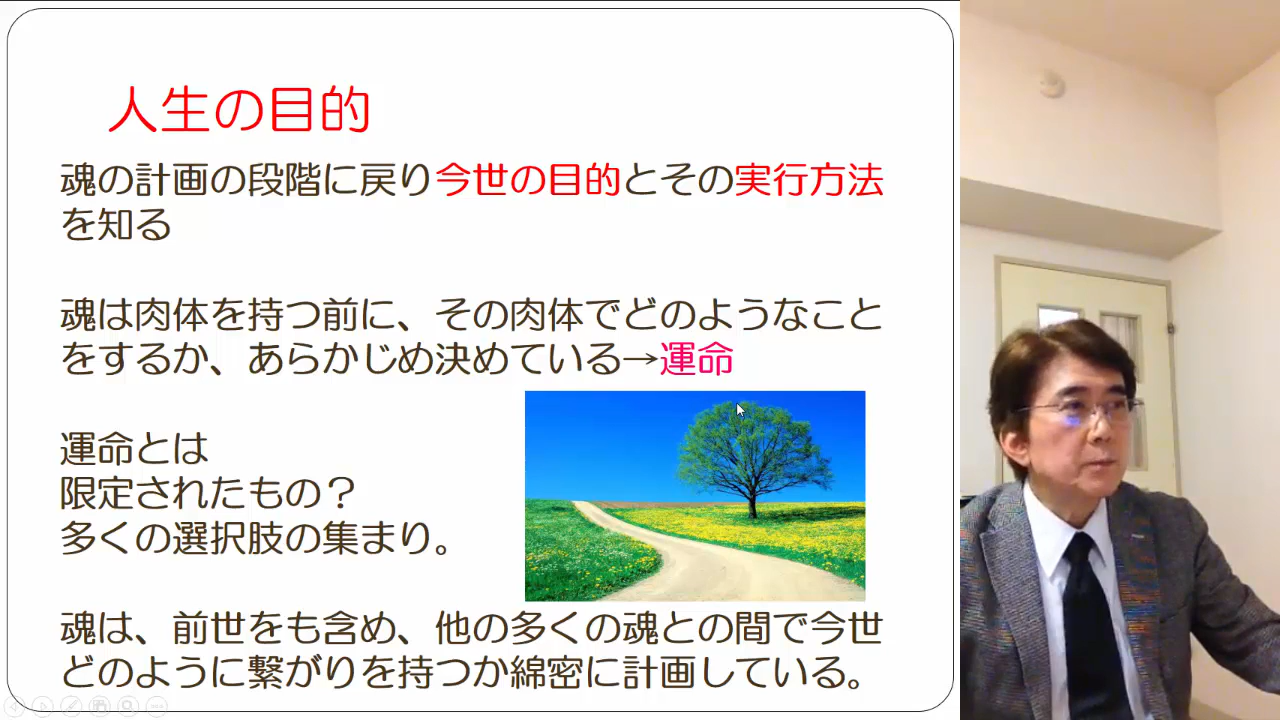 人生の目的
魂の計画の段階に戻り今世の目的とその実行方法
を知る
魂は肉体を持つ前に、その肉体でどのようなこと
をするか、あらかじめ決めている→運命
運命とは
限定されたもの？
多くの選択肢の集まり。
魂は、前世をも含め、他の多くの魂との間で今世
どのように繋がりを持つか綿密に計画している。